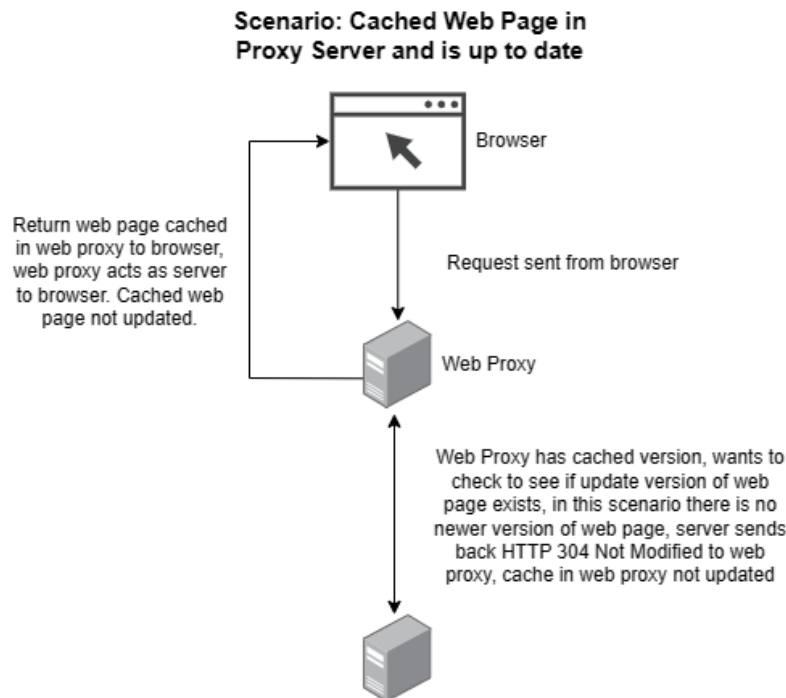 Scenario: Cached Web Page in
Proxy Server and is up to date
Browser
Return web page cached
in web proxy to browser,
web proxy acts as server
to browser. Cached web
page not updated.
Request sent from browser
Web Proxy
Web Proxy has cached version, wants to
check to see if update version of web
page exists, in this scenario there is no
newer version of web page, server sends
back HTTP 304 Not Modified to web
proxy, cache in web proxy not updated